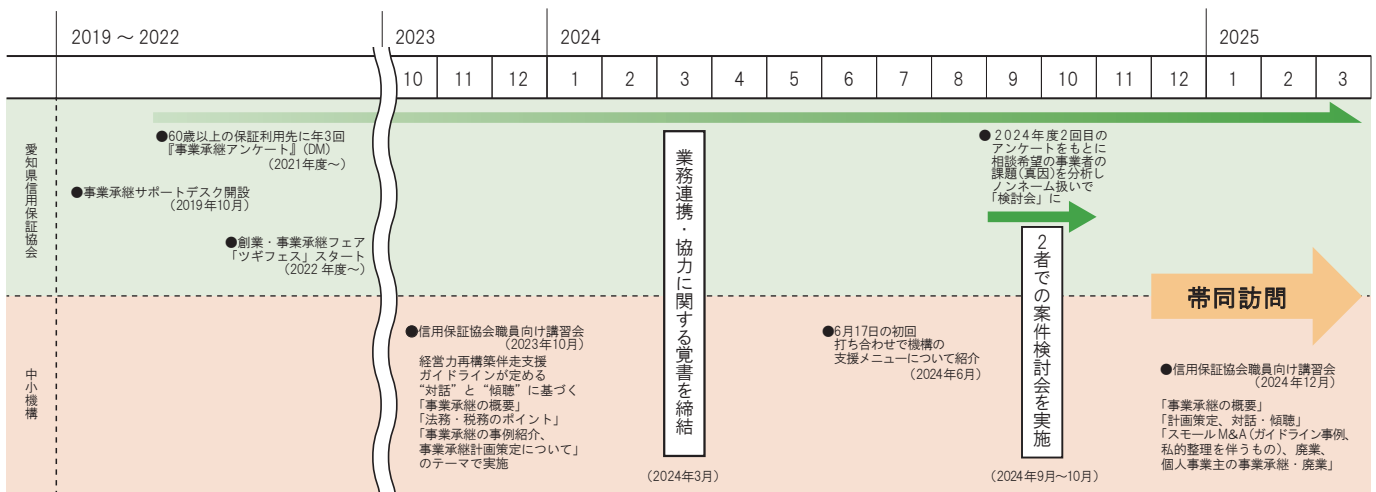 2019 ～ 2022
2023
2024
2025
10
11
12
1
2
3
4
5
6
7
8
9
10
11
12
1
2
3
愛知県信用保証協会
●60歳以上の保証利用先に年3回
『事業承継アンケート』(DM)
（2021年度～）
●事業承継サポートデスク開設
（2019年10月）
●創業・事業承継フェア
「ツギフェス」スタート
（2022 年度～）
業務連携・協力に関する覚書を締結
（2024年3月）
●２０２４年度2回目の
アンケートをもとに
相談希望の事業者の
課題(真因)を分析し
ノンネーム扱いで
「検討会」に
２者での案件検討会を実施
（2024年9月～10月）
帯同訪問
中小機構
●信用保証協会職員向け講習会
（2023年10月）
経営力再構築伴走支援
ガイドラインが定める
“対話”と“傾聴”に基づく
「事業承継の概要」
「法務・税務のポイント」
「事業承継の事例紹介、
事業承継計画策定について」
のテーマで実施
●6月17日の初回
打ち合わせで機構の
支援メニューについて紹介
（2024年6月）
●信用保証協会職員向け講習会
（2024年12月）
「事業承継の概要」
「計画策定、対話・傾聴」
「スモールM&A（ガイドライン事例、
私的整理を伴うもの）、廃業、
個人事業主の事業承継・廃業」